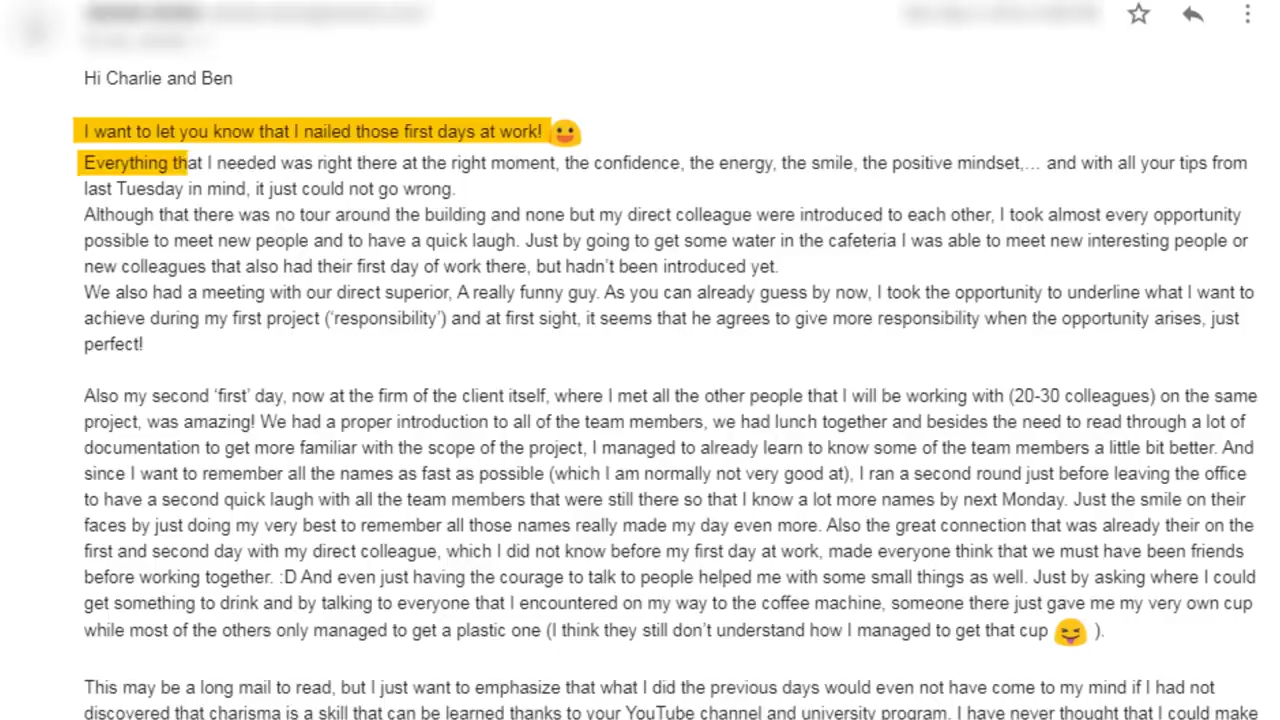 Hi Charlie and Ben
I want to let you know that I nailed those first days at work! 😀
Everything that I needed was right there at the right moment, the confidence, the energy, the smile, the positive mindset,... and with all your tips from
last Tuesday in mind, it just could not go wrong.
Although that there was no tour around the building and none but my direct colleague were introduced to each other, I took almost every opportunity
possible to meet new people and to have a quick laugh. Just by going to get some water in the cafeteria I was able to meet new interesting people or
new colleagues that also had their first day of work there, but hadn't been introduced yet.
We also had a meeting with our direct superior, A really funny guy. As you can already guess by now, I took the opportunity to underline what I want to
achieve during my first project ('responsibility') and at first sight, it seems that he agrees to give more responsibility when the opportunity arises, just
perfect!
Also my second 'first' day, now at the firm of the client itself, where I met all the other people that I will be working with (20-30 colleagues) on the same
project, was amazing! We had a proper introduction to all of the team members, we had lunch together and besides the need to read through a lot of
documentation to get more familiar with the scope of the project, I managed to already learn to know some of the team members a little bit better. And
since I want to remember all the names as fast as possible (which I am normally not very good at), I ran a second round just before leaving the office
to have a second quick laugh with all the team members that were still there so that I know a lot more names by next Monday. Just the smile on their
faces by just doing my very best to remember all those names really made my day even more. Also the great connection that was already their on the
first and second day with my direct colleague, which I did not know before my first day at work, made everyone think that we must have been friends
before working together. :D And even just having the courage to talk to people helped me with some small things as well. Just by asking where I could
get something to drink and by talking to everyone that I encountered on my way to the coffee machine, someone there just gave me my very own cup
while most of the others only managed to get a plastic one (I think they still don't understand how I managed to get that cup 😝 ).
This may be a long mail to read, but I just want to emphasize that what I did the previous days would even not have come to my mind if I had not
discovered that charisma is a skill that can be learned thanks to your YouTube channel and university program. I have never thought that I could make